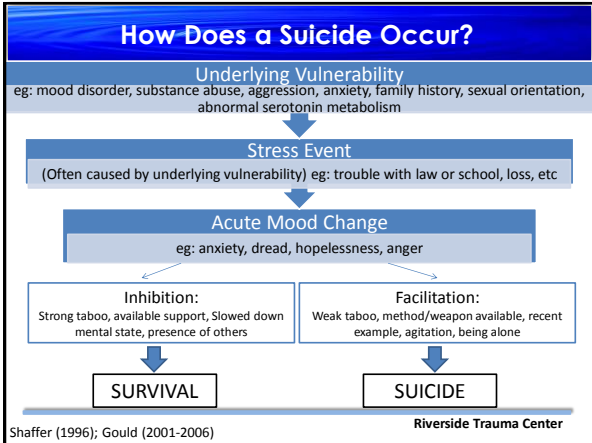 How Does a Suicide Occur?
Underlying Vulnerability
eg: mood disorder, substance abuse, aggression, anxiety, family history, sexual orientation,
abnormal serotonin metabolism
Stress Event
(Often caused by underlying vulnerability) eg: trouble with law or school, loss, etc
Acute Mood Change
eg: anxiety, dread, hopelessness, anger
Inhibition:
Strong taboo, available support, Slowed down
mental state, presence of others
Facilitation:
Weak taboo, method/weapon available, recent
example, agitation, being alone
SURVIVAL
SUICIDE
Shaffer (1996); Gould (2001-2006)
Riverside Trauma Center